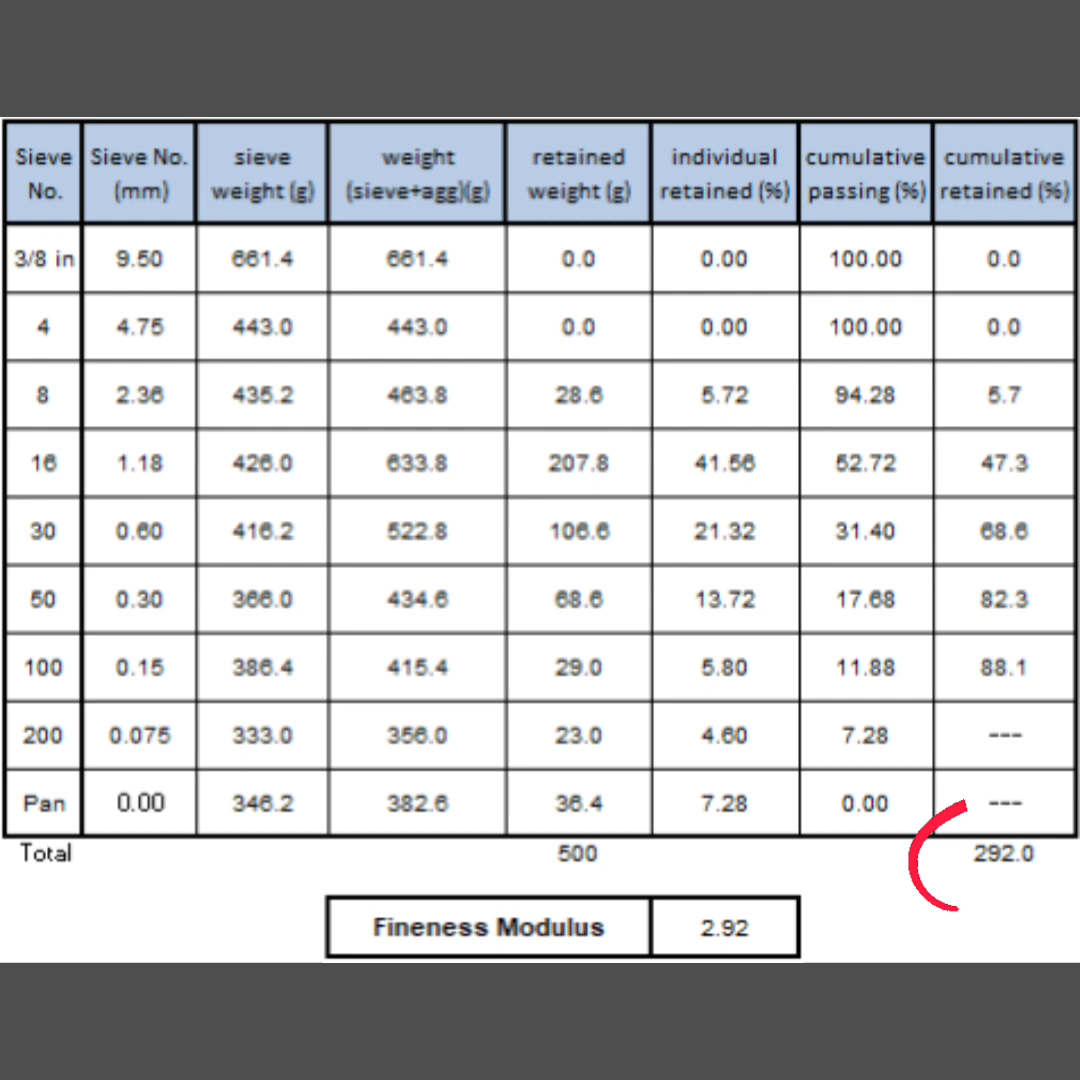 Sieve No. Sieve No. (mm) sieve weight (g) weight (sieve+agg)(g) retained weight (g) individual retained (%) cumulative passing (%) cumulative retained (%)
3/8 in 9.50 661.4 661.4 0.0 0.00 100.00 0.0
4 4.75 443.0 443.0 0.0 0.00 100.00 0.0
8 2.36 435.2 463.8 28.6 5.72 94.28 5.7
16 1.18 426.0 633.8 207.8 41.56 52.72 47.3
30 0.60 416.2 522.8 106.6 21.32 31.40 68.6
50 0.30 366.0 434.6 68.6 13.72 17.68 82.3
100 0.15 386.4 415.4 29.0 5.80 11.88 88.1
200 0.075 333.0 356.0 23.0 4.60 7.28 ---
Pan 0.00 346.2 382.6 36.4 7.28 0.00 ---
Total 500 292.0
Fineness Modulus 2.92